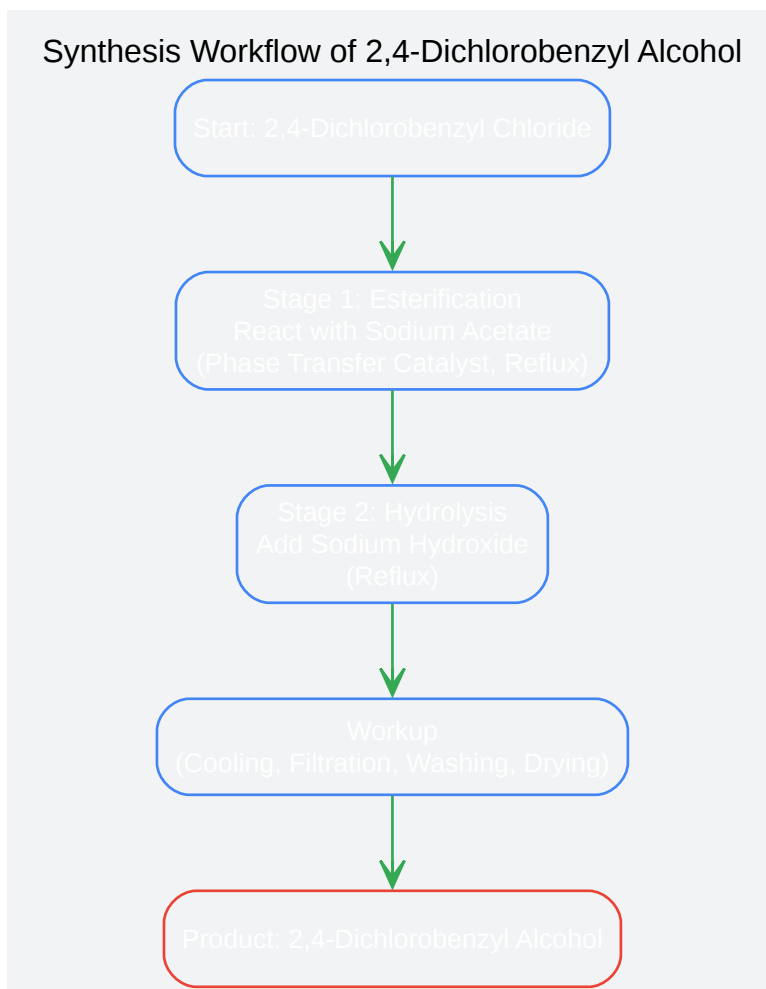 Synthesis Workflow of 2,4-Dichlorobenzyl Alcohol
Start: 2,4-Dichlorobenzyl Chloride
Stage 1: Esterification
React with Sodium Acetate
(Phase Transfer Catalyst, Reflux)
Stage 2: Hydrolysis
Add Sodium Hydroxide
(Reflux)
Workup
(Cooling, Filtration, Washing, Drying)
Product: 2,4-Dichlorobenzyl Alcohol